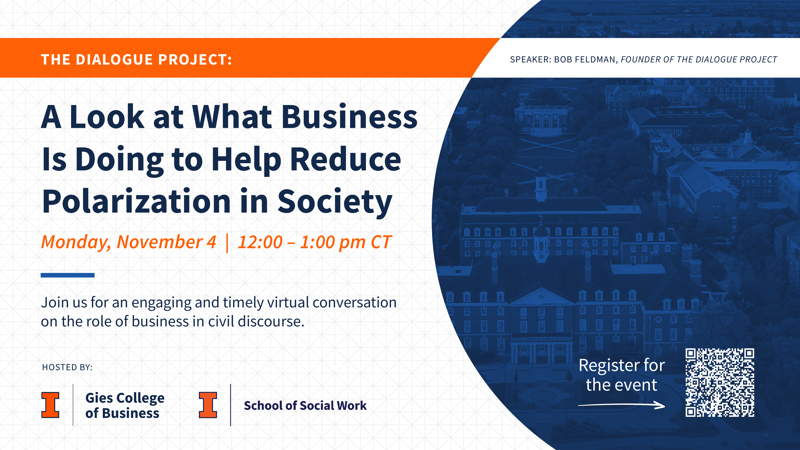 THE DIALOGUE PROJECT:
SPEAKER: BOB FELDMAN, FOUNDER OF THE DIALOGUE PROJECT
A Look at What Business
Is Doing to Help Reduce
Polarization in Society
Monday, November 4 | 12:00 – 1:00 pm CT
Join us for an engaging and timely virtual conversation
on the role of business in civil discourse.
HOSTED BY:
Gies College
of Business
School of Social Work
Register for
the event